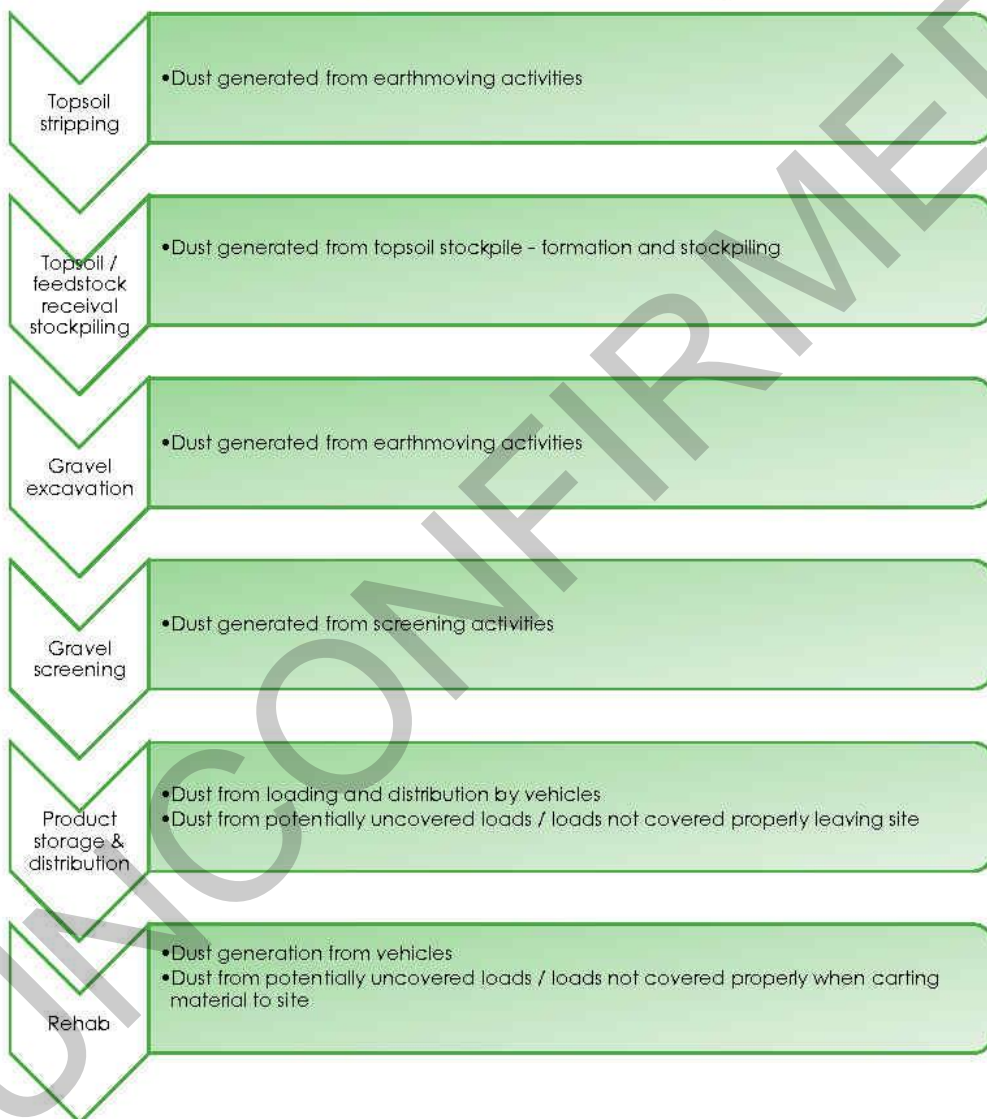 Topsoil
stripping
•Dust generated from earthmoving activities
Topsoil /
feedstock
receival
stockpiling
•Dust generated from topsoil stockpile - formation and stockpiling
Gravel
excavation
•Dust generated from earthmoving activities
Gravel
screening
•Dust generated from screening activities
Product
storage &
distribution
•Dust from loading and distribution by vehicles
•Dust from potentially uncovered loads / loads not covered properly leaving site
Rehab
•Dust generation from vehicles
•Dust from potentially uncovered loads / loads not covered properly when carting
material to site
UNCONFIRMED